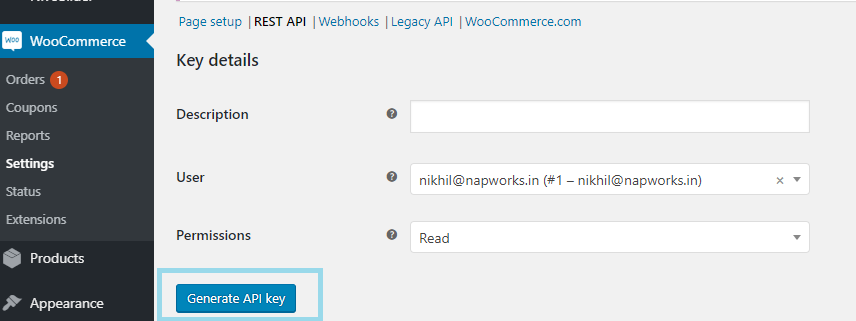 Page setup | REST API | Webhooks | Legacy API | WooCommerce.com
WOO WooCommerce
Key details
Orders 1
Coupons
Reports
Settings
Status
Extensions
Products
Appearance
Description ?
User ? nikhil@napworks.in (#1 – nikhil@napworks.in) ×
Permissions ? Read
Generate API key